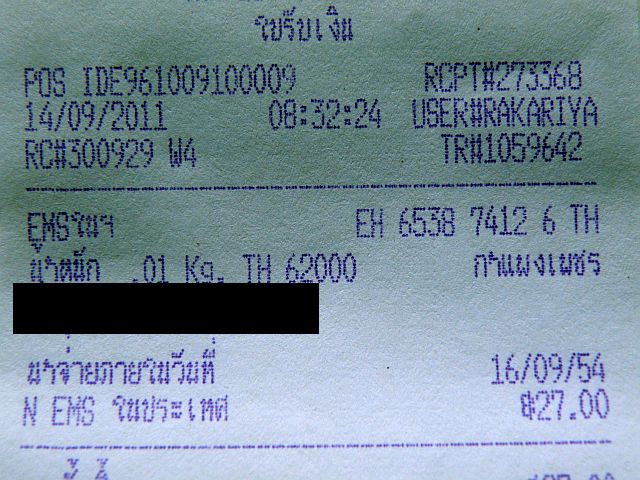 ใบรับเงิน
POS IDE961009100009 RCPT#273368
14/09/2011 08:32:24 USER#RAKARIYA
RC#300929 W4 TR#1059642
EMSในฯ EH 6538 7412 6 TH
น้ำหนัก .01 Kg, TH 62000 กำแพงเพชร
นำจ่ายภายในวันที่ 16/09/54
N EMS ในประเทศ ฿27.00